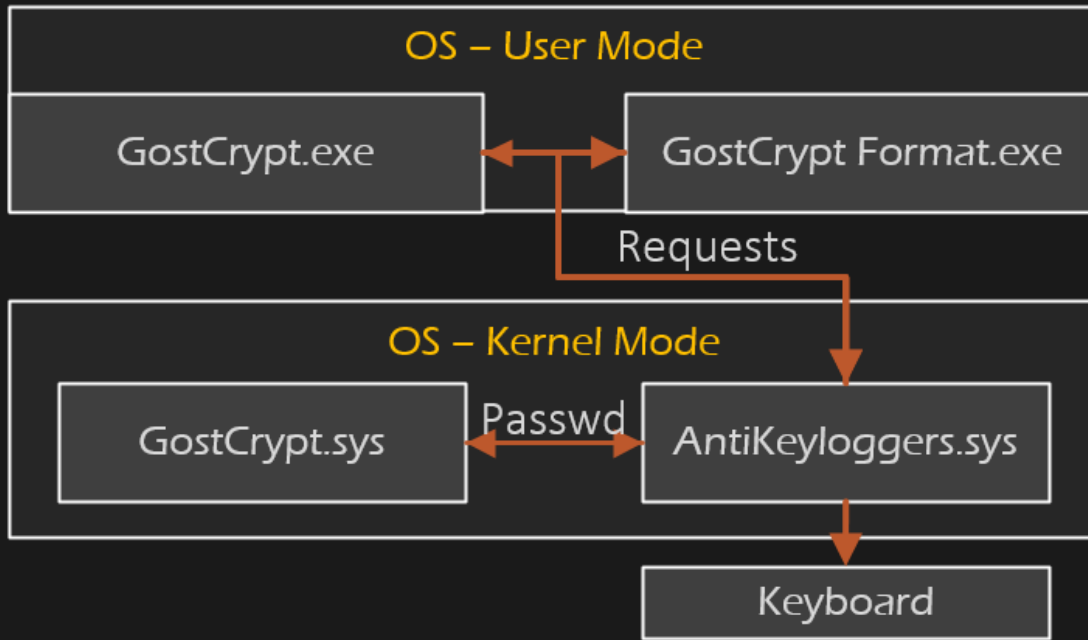 OS – User Mode
GostCrypt.exe
GostCrypt Format.exe
Requests
OS – Kernel Mode
GostCrypt.sys
Passwd
AntiKeyloggers.sys
Keyboard